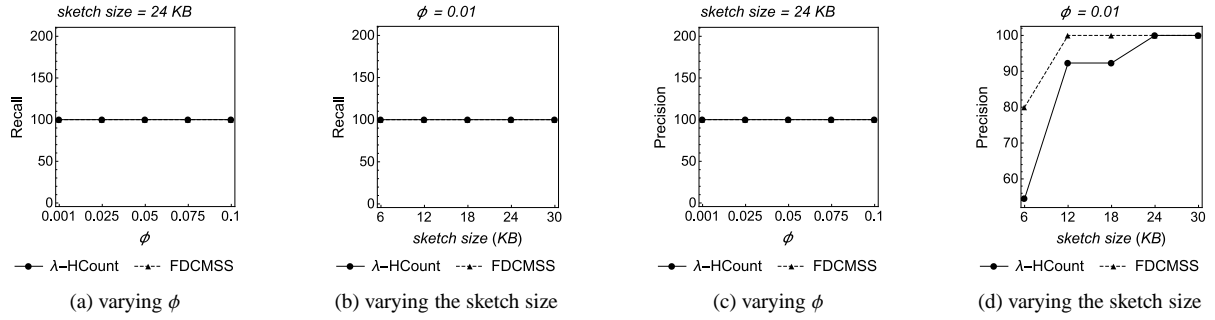 sketch size = 24 KB
Recall
200
150
100
50
0
0.001 0.025 0.05 0.075 0.1
ϕ
λ−HCount FDCMSS
(a) varying ϕ
ϕ = 0.01
Recall
200
150
100
50
0
6 12 18 24 30
sketch size (KB)
λ−HCount FDCMSS
(b) varying the sketch size
sketch size = 24 KB
Precision
200
150
100
50
0
0.001 0.025 0.05 0.075 0.1
ϕ
λ−HCount FDCMSS
(c) varying ϕ
ϕ = 0.01
Precision
100
90
80
70
60
6 12 18 24 30
sketch size (KB)
λ−HCount FDCMSS
(d) varying the sketch size